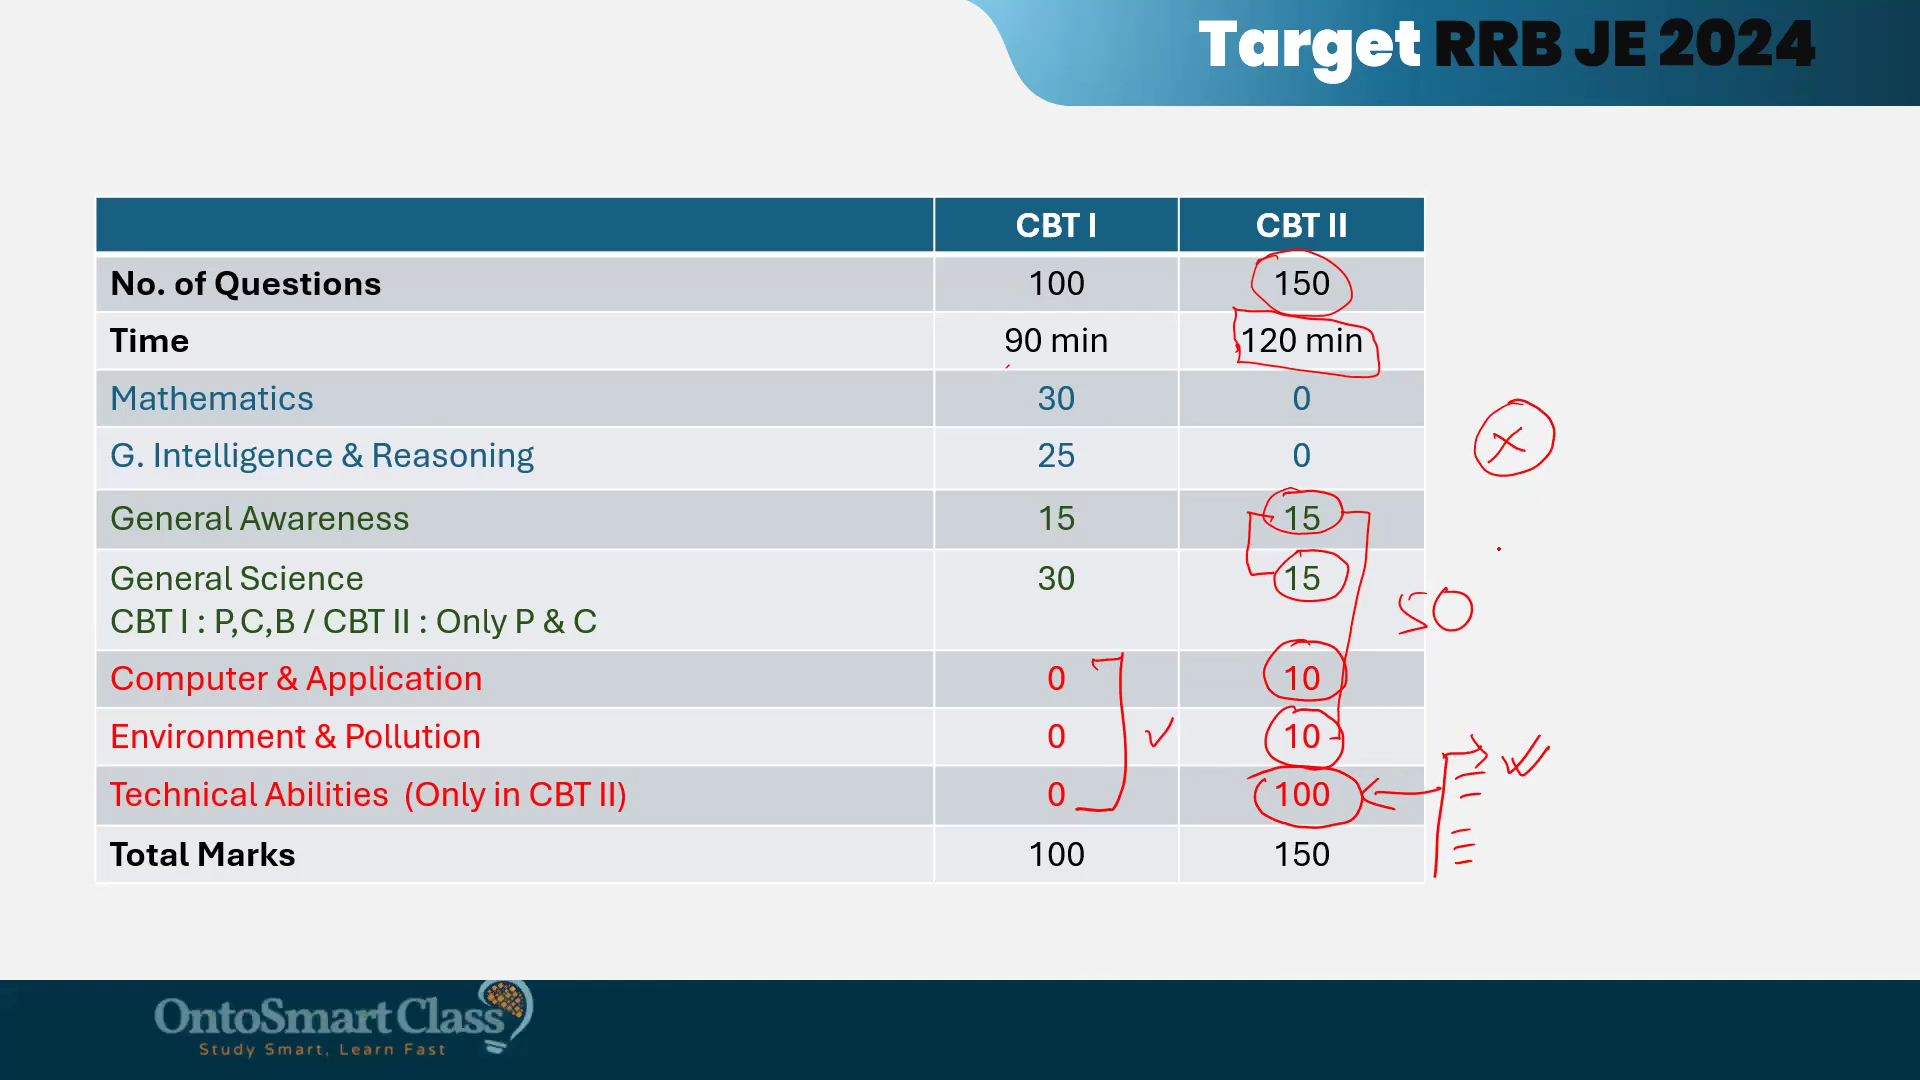 Target RRB JE 2024
CBT I CBT II
No. of Questions 100 150
Time 90 min 120 min
Mathematics 30 0
G. Intelligence & Reasoning 25 0
General Awareness 15 15
General Science 30 15
CBT I : P,C,B / CBT II : Only P & C
50
Computer & Application 0 10
Environment & Pollution 0 10
Technical Abilities (Only in CBT II) 0 100
Total Marks 100 150
OntoSmart Class
Study Smart, Learn Fast